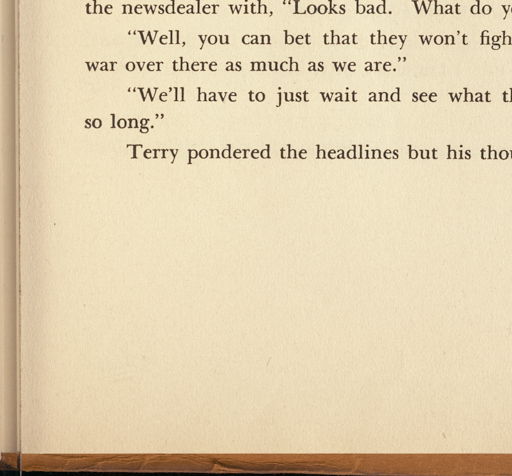 the newsdealer with, “Looks bad. What do
“Well, you can bet that they won’t
war over there as much as we are.”
“We’ll have to just wait and see what
so long.”
Terry pondered the headlines but his